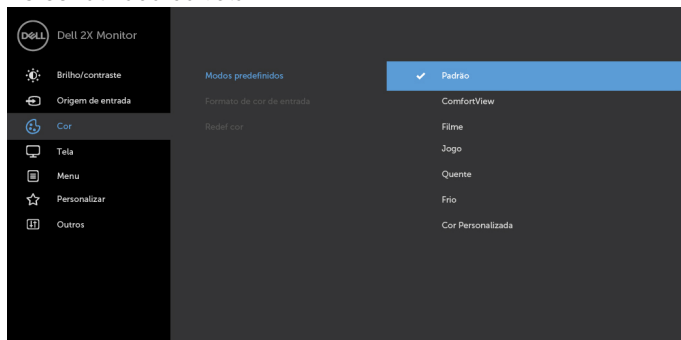 DELL
Dell 2X Monitor
Brilho/contraste
Modos predefinidos
Padrão
Origem de entrada
Formato de cor de entrada
ComfortView
Cor
Redef cor
Filme
Tela
Jogo
Menu
Quente
Personalizar
Frio
Outros
Cor Personalizada